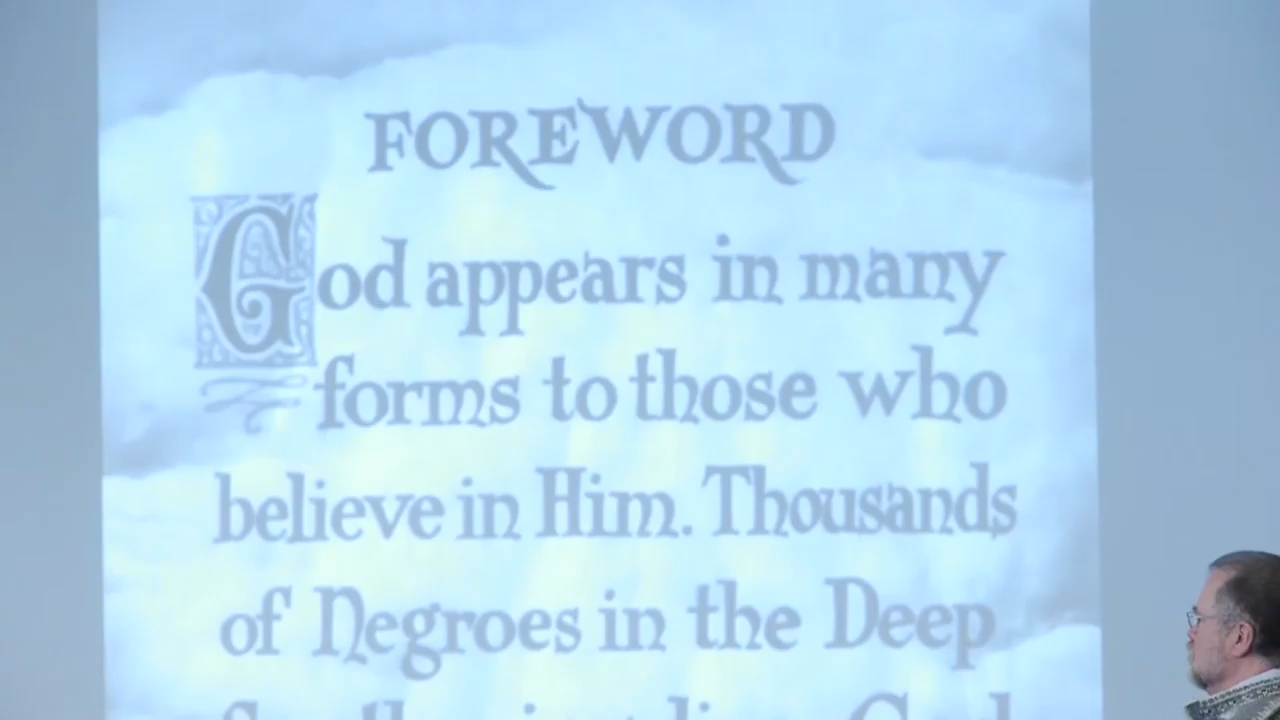 FOREWORD
God appears in many
forms to those who
believe in Him. Thousands
of Negroes in the Deep